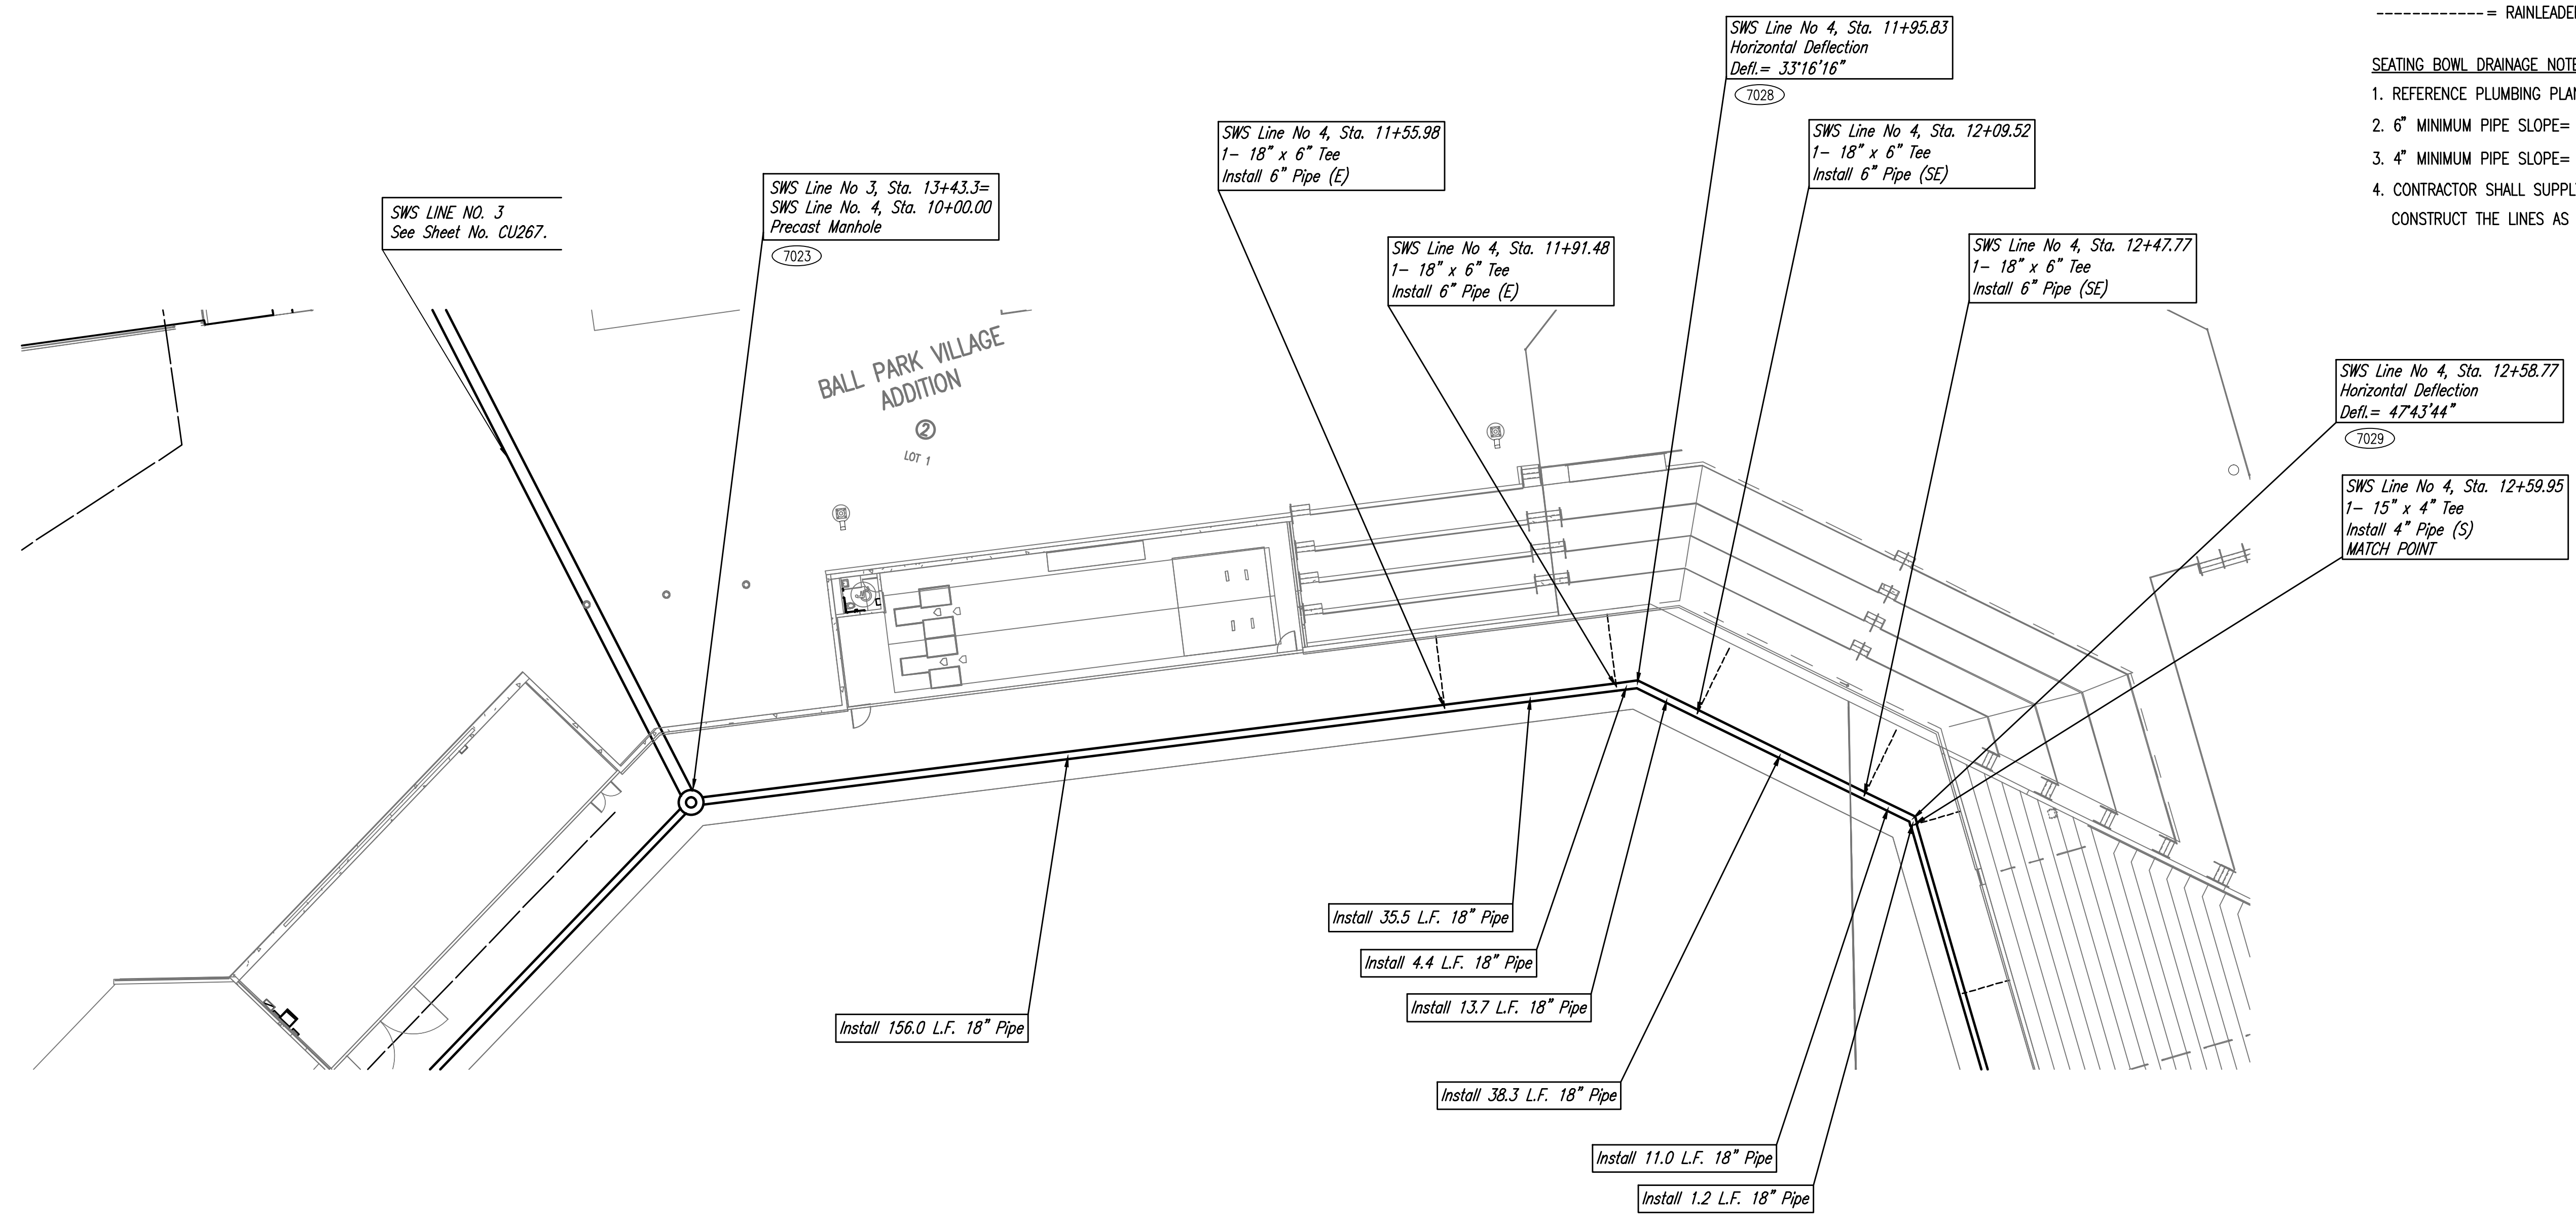 ------------= RAINLEADE
SEATING BOWL DRAINAGE NOTE
1. REFERENCE PLUMBING PLA
2. 6" MINIMUM PIPE SLOPE=
3. 4" MINIMUM PIPE SLOPE=
4. CONTRACTOR SHALL SUPPL
CONSTRUCT THE LINES AS
SWS Line No 4, Sta. 11+95.83
Horizontal Deflection
Defl.= 33°16'16"
7028
SWS Line No 4, Sta. 11+55.98
1- 18" x 6" Tee
Install 6" Pipe (E)
SWS Line No 4, Sta. 12+09.52
1- 18" x 6" Tee
Install 6" Pipe (SE)
SWS Line No 3, Sta. 13+43.3=
SWS Line No. 4, Sta. 10+00.00
Precast Manhole
7023
SWS LINE NO. 3
See Sheet No. CU267.
SWS Line No 4, Sta. 11+91.48
1- 18" x 6" Tee
Install 6" Pipe (E)
SWS Line No 4, Sta. 12+47.77
1- 18" x 6" Tee
Install 6" Pipe (SE)
BALL PARK VILLAGE
ADDITION
2
LOT 1
SWS Line No 4, Sta. 12+58.77
Horizontal Deflection
Defl.= 47°43'44"
7029
SWS Line No 4, Sta. 12+59.95
1- 15" x 4" Tee
Install 4" Pipe (S)
MATCH POINT
Install 35.5 L.F. 18" Pipe
Install 4.4 L.F. 18" Pipe
Install 13.7 L.F. 18" Pipe
Install 156.0 L.F. 18" Pipe
Install 38.3 L.F. 18" Pipe
Install 11.0 L.F. 18" Pipe
Install 1.2 L.F. 18" Pipe